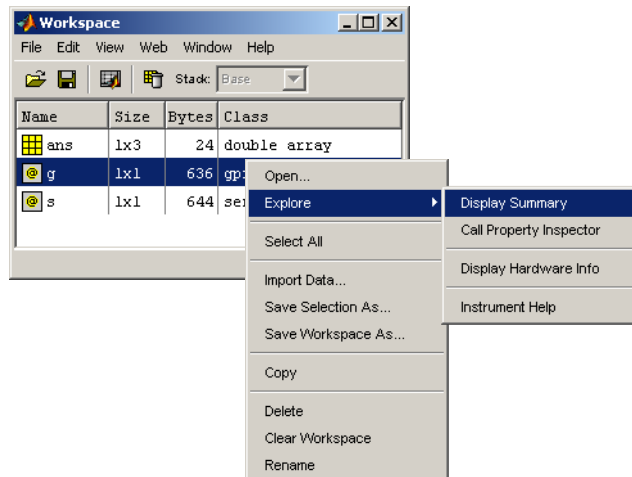 Workspace
File Edit View Web Window Help
Stack: Base
Name Size Bytes Class
ans 1x3 24 double array
g 1x1 636
s 1x1 644
Open...
Explore
Select All
Import Data...
Save Selection As...
Save Workspace As...
Copy
Delete
Clear Workspace
Rename
Display Summary
Call Property Inspector
Display Hardware Info
Instrument Help